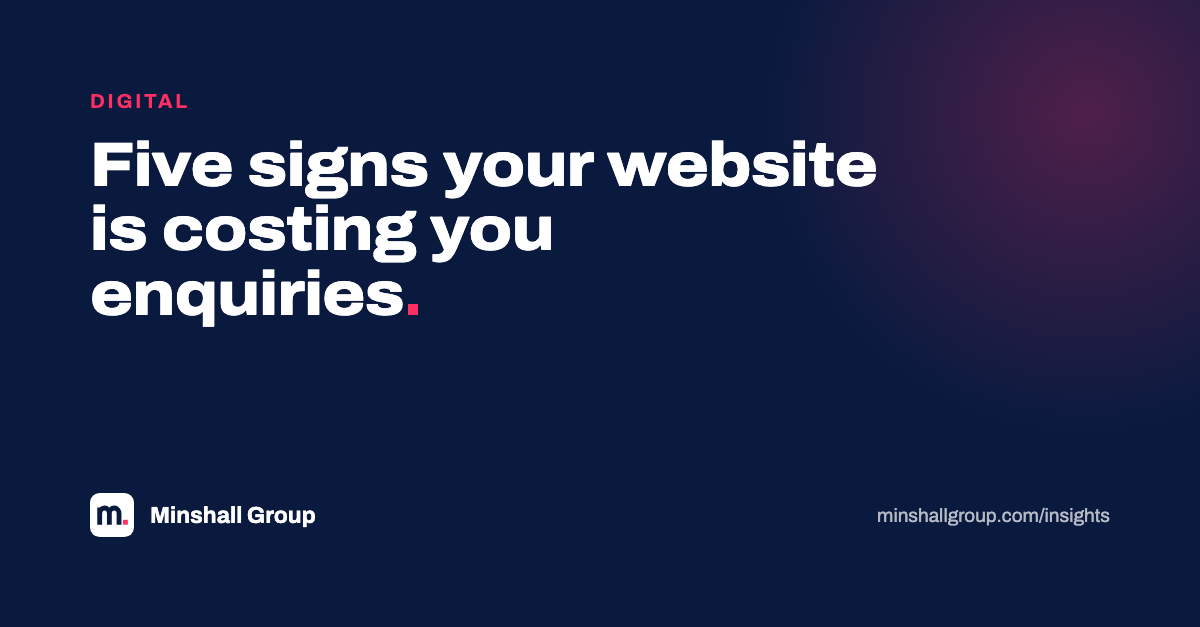 DIGITAL
Five signs your website
is costing you
enquiries.
m.
Minshall Group
minshallgroup.com/insights